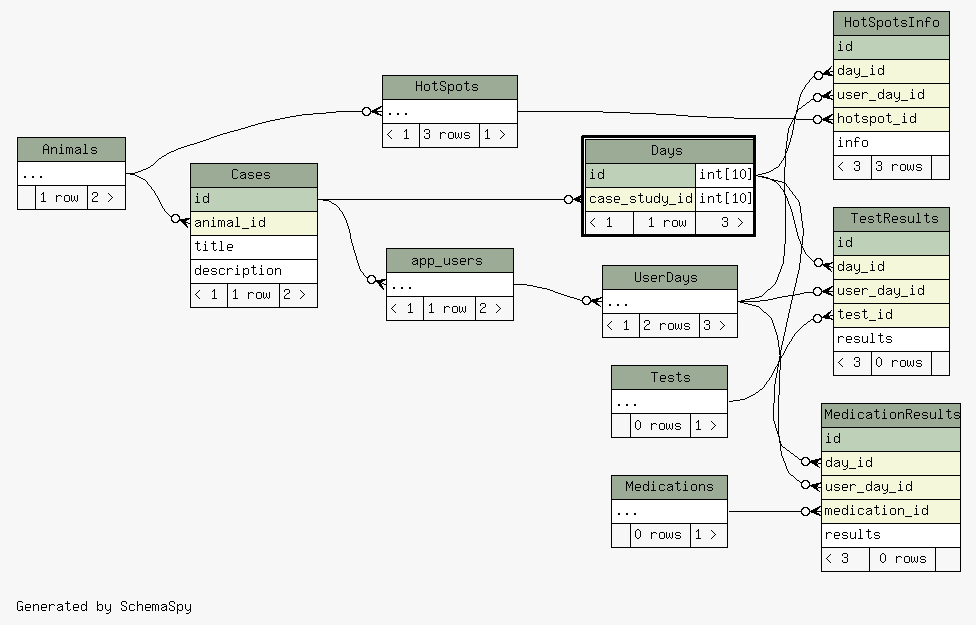 HotSpotsInfo
id
day_id
user_day_id
hotspot_id
info
< 3 3 rows
HotSpots
...
< 1 3 rows 1 >
Animals
...
1 row 2 >
Cases
id
animal_id
title
description
< 1 1 row 2 >
Days
id int[10]
case_study_id int[10]
< 1 1 row 3 >
app_users
...
< 1 1 row 2 >
UserDays
...
< 1 2 rows 3 >
TestResults
id
day_id
user_day_id
test_id
results
< 3 0 rows
Tests
...
0 rows 1 >
Medications
...
0 rows 1 >
MedicationResults
id
day_id
user_day_id
medication_id
results
< 3 0 rows
Generated by SchemaSpy